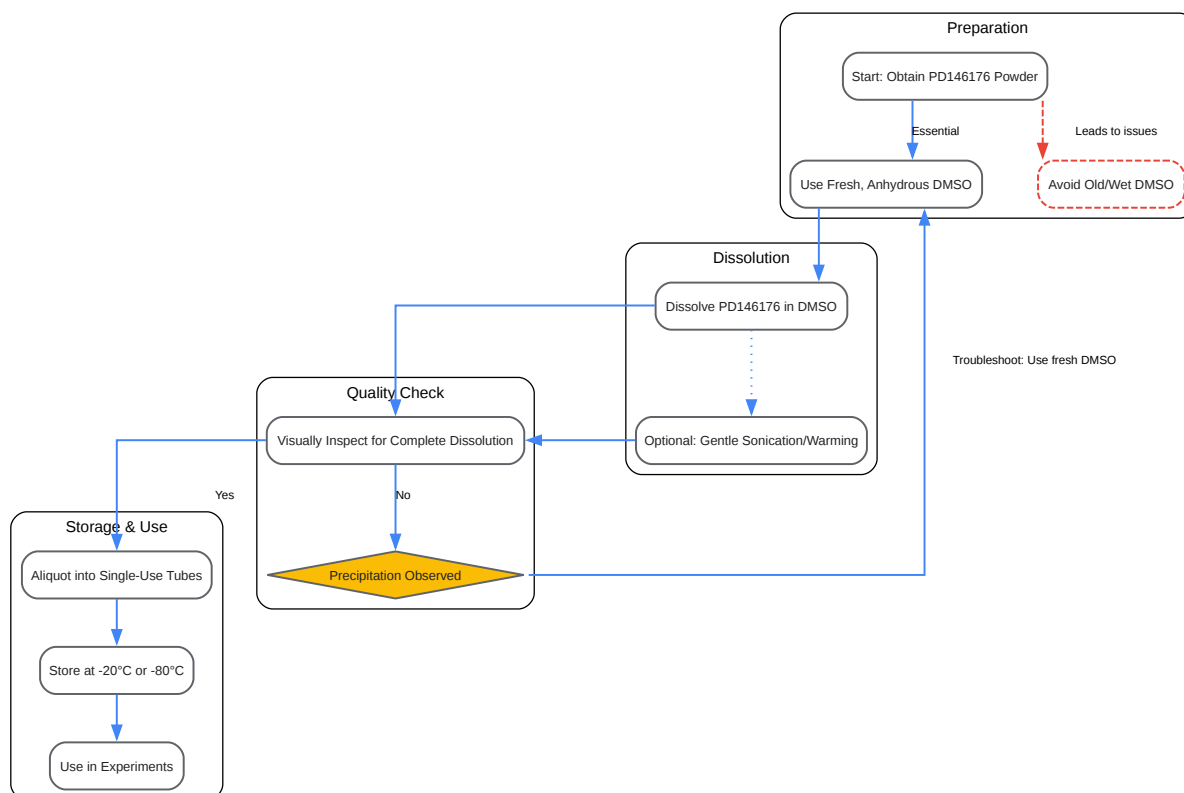 Preparation
Start: Obtain PD146176 Powder
Essential
Leads to issues
Use Fresh, Anhydrous DMSO
Avoid Old/Wet DMSO
Dissolution
Dissolve PD146176 in DMSO
Troubleshoot: Use fresh DMSO
Quality Check
Visually Inspect for Complete Dissolution
Optional: Gentle Sonication/Warming
Yes
No
Storage & Use
Aliquot into Single-Use Tubes
Precipitation Observed
Store at -20°C or -80°C
Use in Experiments